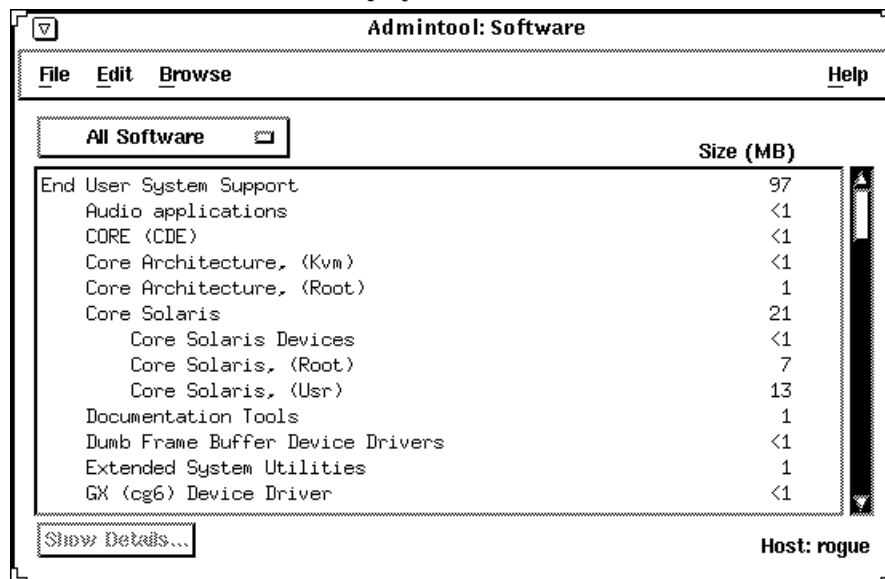 Admintool: Software
File Edit Browse Help
All Software
Size (MB)
End User System Support 97
Audio applications <1
CORE (CDE) <1
Core Architecture, (Kvm) <1
Core Architecture, (Root) 1
Core Solaris 21
Core Solaris Devices <1
Core Solaris, (Root) 7
Core Solaris, (Usr) 13
Documentation Tools 1
Dumb Frame Buffer Device Drivers <1
Extended System Utilities 1
GX (cg6) Device Driver <1
Show Details...
Host: rogue